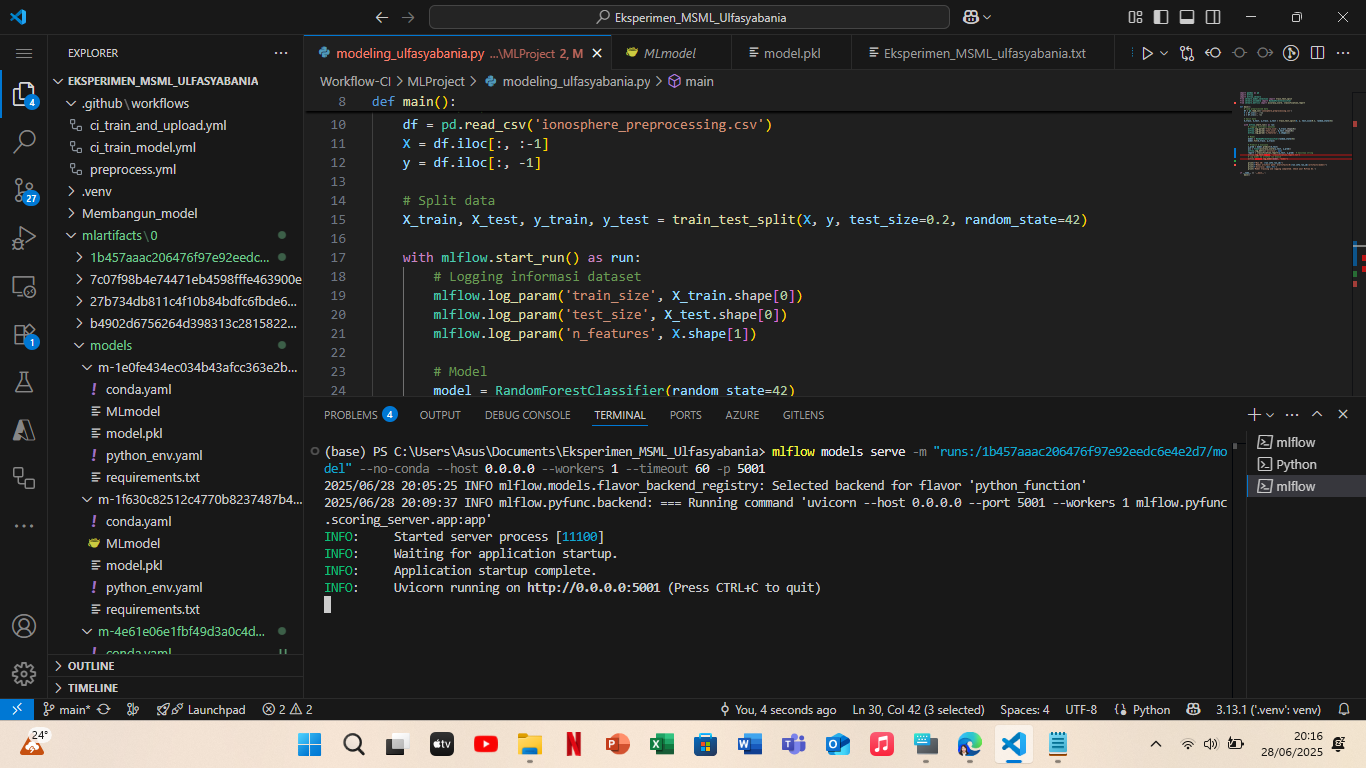 Eksperimen_MSML_Ulfasyabania
EXPLORER
modeling_ulfasyabania.py ...\MLProject 2, M
MLmodel
model.pkl
Eksperimen_MSML_ulfasyabania.txt
Workflow-CI > MLProject > modeling_ulfasyabania.py > main
EKSPERIMEN_MSML_ULFASYABANIA
.github \ workflows
ci_train_and_upload.yml
ci_train_model.yml
preprocess.yml
.venv
Membangun_model
mlartifacts \ 0
1b457aaac206476f97e92eedc...
7c07f98b4e74471eb4598fffe463900e
27b734db811c4f10b84bdfc6fbde6...
b4902d6756264d398313c2815822...
models
m-1e0fe434ec034b43afcc363e2b...
conda.yaml
MLmodel
model.pkl
python_env.yaml
requirements.txt
m-1f630c82512c4770b8237487b4...
conda.yaml
MLmodel
model.pkl
python_env.yaml
requirements.txt
m-4e61e06e1fbf49d3a0c4d...
conda.yaml
OUTLINE
TIMELINE
4
27
1
8 def main():
10 df = pd.read_csv('ionosphere_preprocessing.csv')
11 X = df.iloc[:, :-1]
12 y = df.iloc[:, -1]
13
14 # Split data
15 X_train, X_test, y_train, y_test = train_test_split(X, y, test_size=0.2, random_state=42)
16
17 with mlflow.start_run() as run:
18 # Logging informasi dataset
19 mlflow.log_param('train_size', X_train.shape[0])
20 mlflow.log_param('test_size', X_test.shape[0])
21 mlflow.log_param('n_features', X.shape[1])
22
23 # Model
24 model = RandomForestClassifier(random_state=42)
PROBLEMS 4 OUTPUT DEBUG CONSOLE TERMINAL PORTS AZURE GITLENS
(base) PS C:\Users\Asus\Documents\Eksperimen_MSML_Ulfasyabania> mlflow models serve -m "runs:/1b457aaac206476f97e92eedc6e4e2d7/mo
del" --no-conda --host 0.0.0.0 --workers 1 --timeout 60 -p 5001
2025/06/28 20:05:25 INFO mlflow.models.flavor_backend_registry: Selected backend for flavor 'python_function'
2025/06/28 20:09:37 INFO mlflow.pyfunc.backend: === Running command 'uvicorn --host 0.0.0.0 --port 5001 --workers 1 mlflow.pyfunc
.scoring_server.app:app'
INFO: Started server process [11100]
INFO: Waiting for application startup.
INFO: Application startup complete.
INFO: Uvicorn running on http://0.0.0.0:5001 (Press CTRL+C to quit)
mlflow
Python
mlflow
main* Launchpad 2 2 You, 4 seconds ago Ln 30, Col 42 (3 selected) Spaces: 4 UTF-8 Python 3.13.1 ('.venv': venv)
24°
tv
N
20:16
28/06/2025